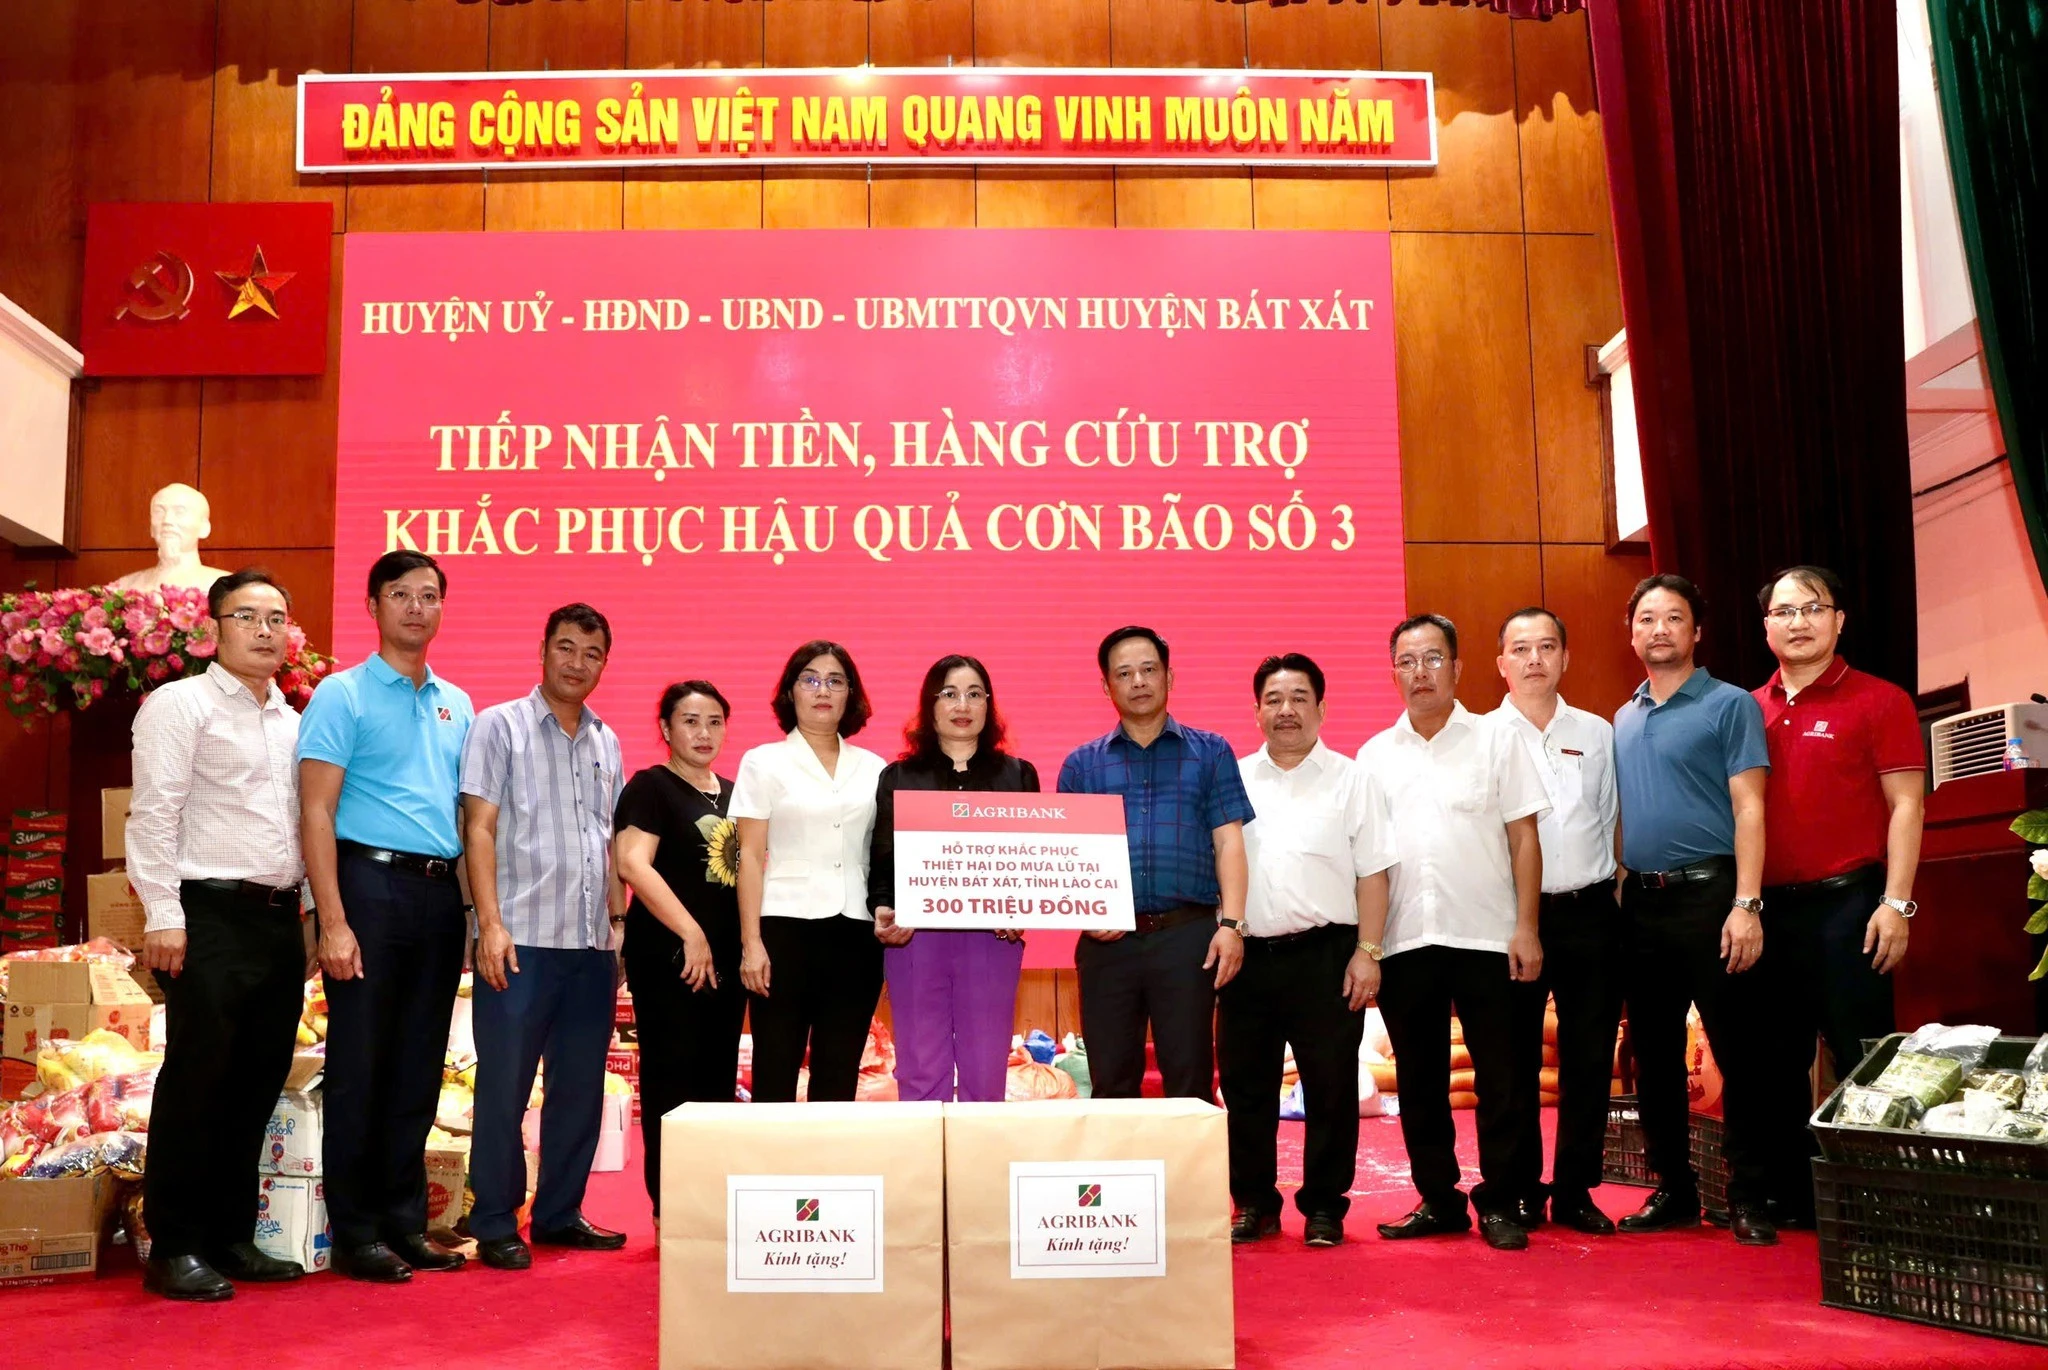 ĐẢNG CỘNG SẢN VIỆT NAM QUANG VINH MUÔN NĂM
HUYỆN UỶ - HĐND - UBND - UBMTTQVN HUYỆN BÁT XÁT
TIẾP NHẬN TIỀN, HÀNG CỨU TRỢ
KHẮC PHỤC HẬU QUẢ CƠN BÃO SỐ 3
AGRIBANK
AGRIBANK
HỖ TRỢ KHẮC PHỤC
THIỆT HẠI DO MƯA LŨ TẠI
HUYỆN BÁT XÁT, TỈNH LÀO CAI
300 TRIỆU ĐỒNG
3 Miền
AGRIBANK
Kính tặng!
AGRIBANK
Kính tặng!